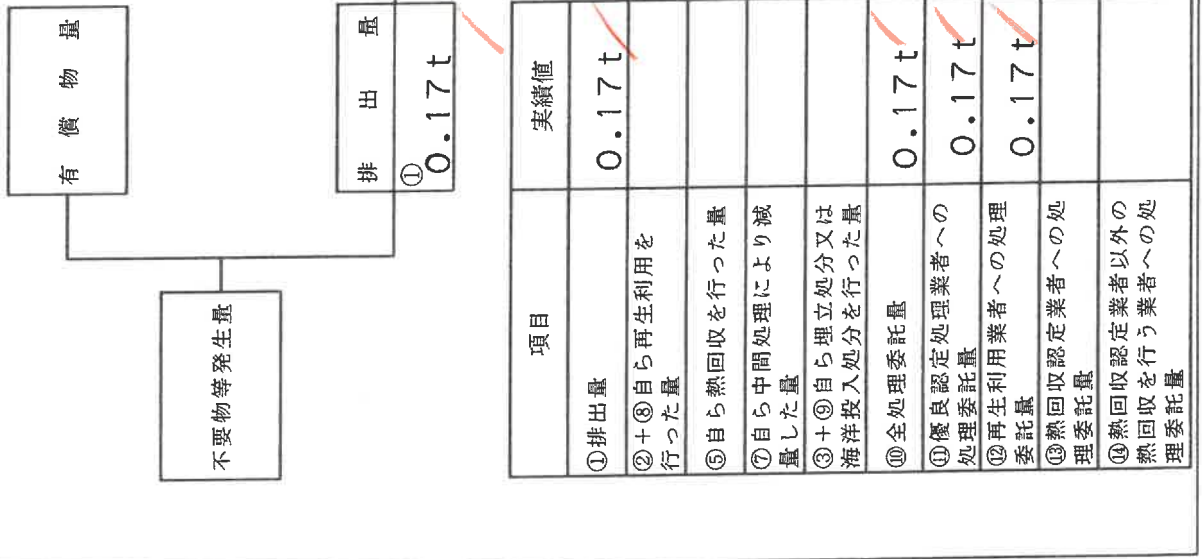 有償物量
不要物等発生量
排出量
①
0.17t
項目
実績値
①排出量
0.17t
②+⑧自ら再生利用を
行った量
⑤自ら熱回収を行った量
⑦自ら中間処理により減
量した量
③+⑨自ら埋立処分又は
海洋投入処分を行った量
⑩全処理委託量
0.17t
⑪優良認定処理業者への
処理委託量
0.17t
⑫再生利用業者への処理
委託量
0.17t
⑬熱回収認定業者への処
理委託量
⑭熱回収認定業者以外の
熱回収を行う業者への処
理委託量